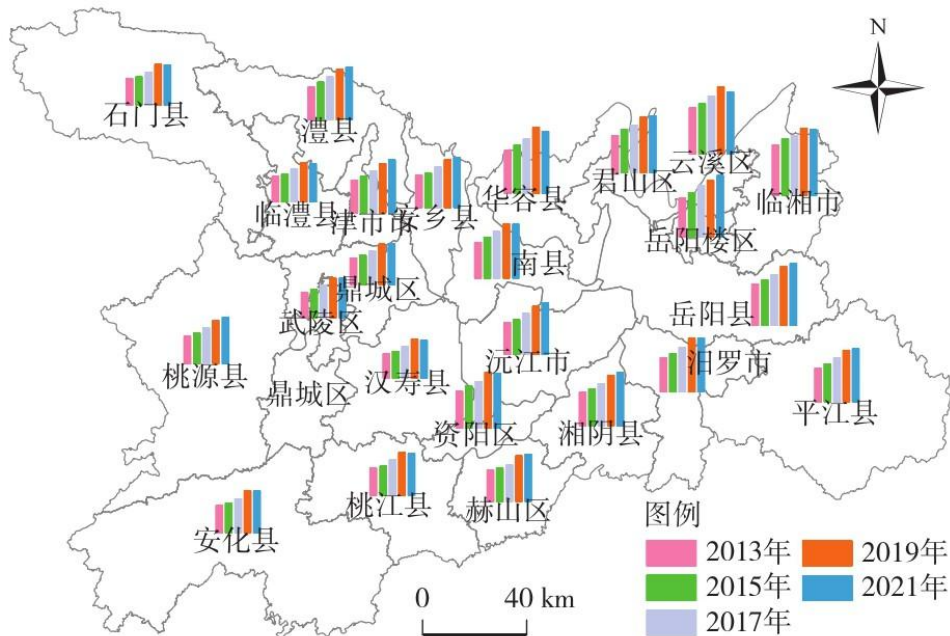 N
石门县
澧县
临澧县
津市市
安乡县
华容县
君山区
云溪区
临湘市
岳阳楼区
南县
鼎城区
武陵区
岳阳县
桃源县
鼎城区
汉寿县
沅江市
汨罗市
平江县
资阳区
湘阴县
桃江县
赫山区
安化县
图例
2013年
2019年
2015年
2021年
2017年
0 40 km